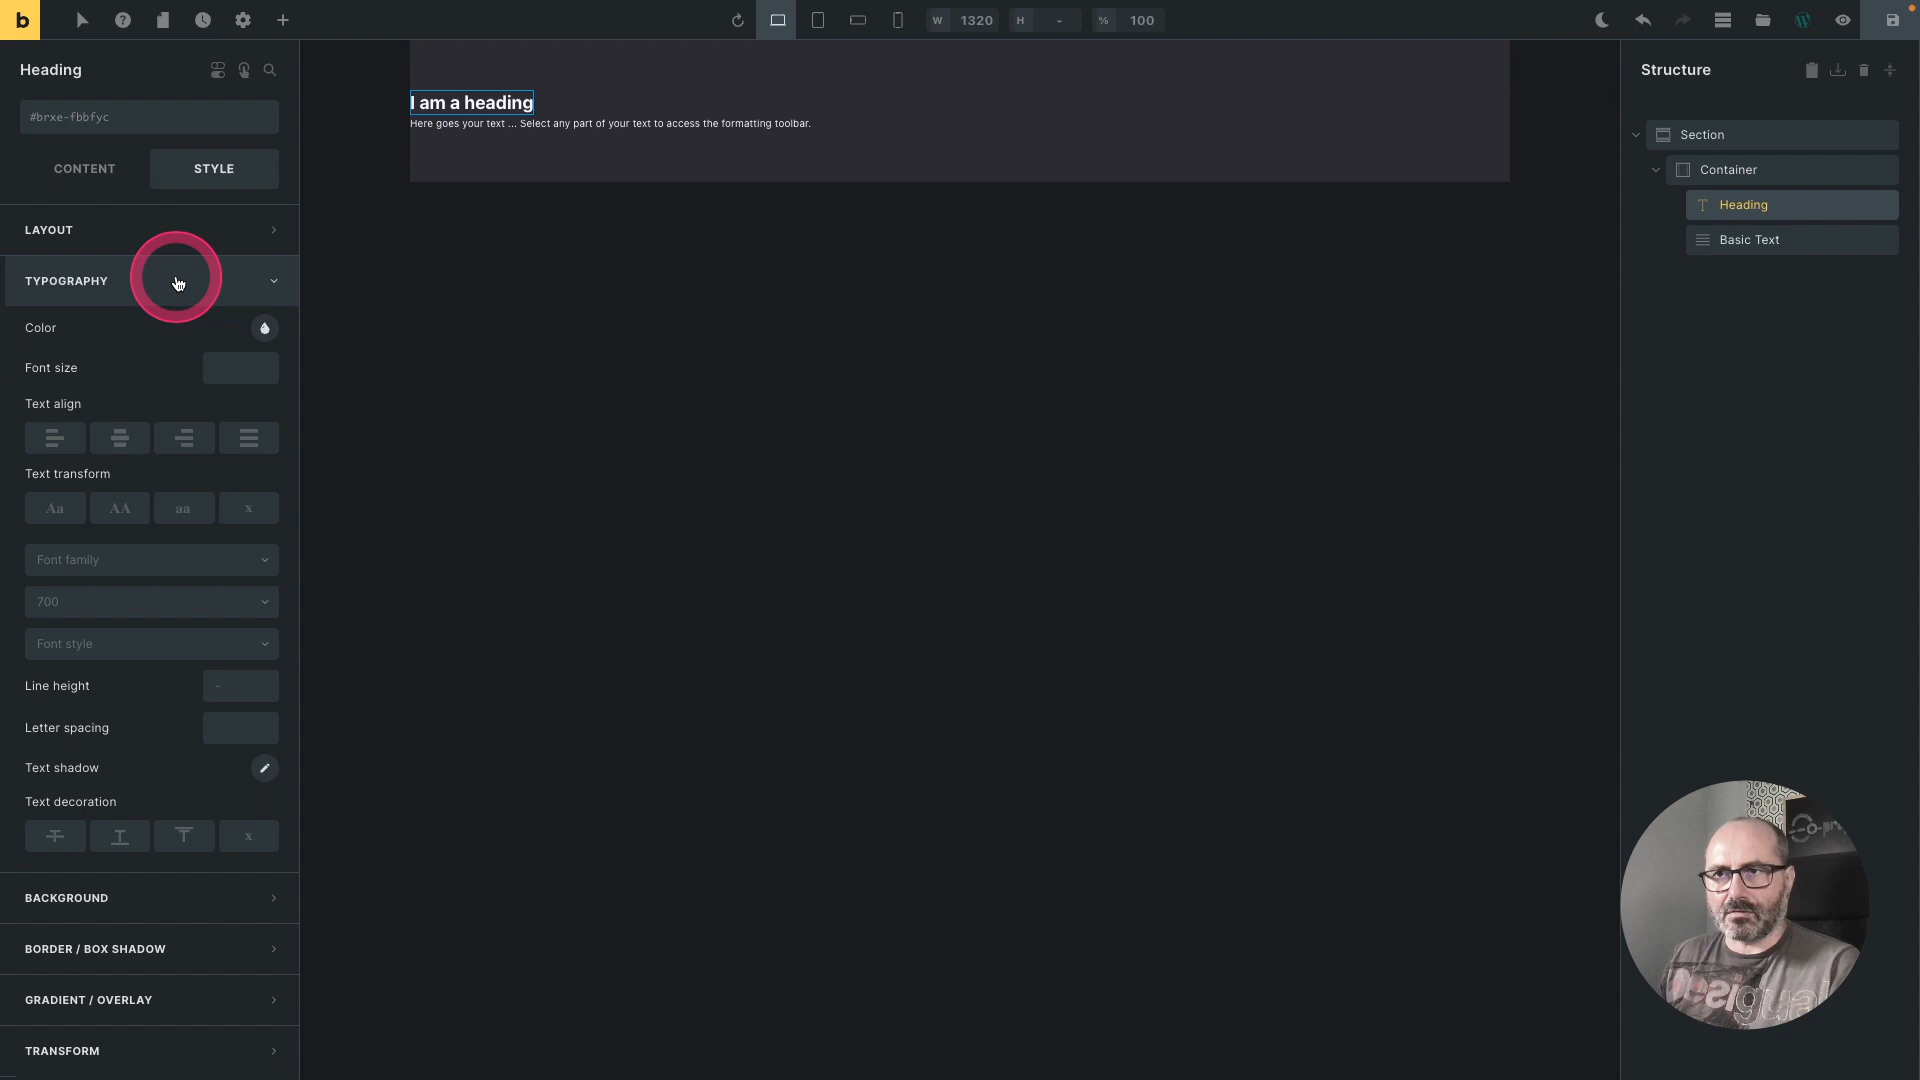 b
W 1320 H - % 100
Heading
#brxe-fbbfyc
CONTENT STYLE
LAYOUT
TYPOGRAPHY
Color
Font size
Text align
Text transform
Aa AA aa x
Font family
700
Font style
Line height -
Letter spacing
Text shadow
Text decoration
x
BACKGROUND
BORDER / BOX SHADOW
GRADIENT / OVERLAY
TRANSFORM
I am a heading
Here goes your text ... Select any part of your text to access the formatting toolbar.
Structure
Section
Container
Heading
Basic Text